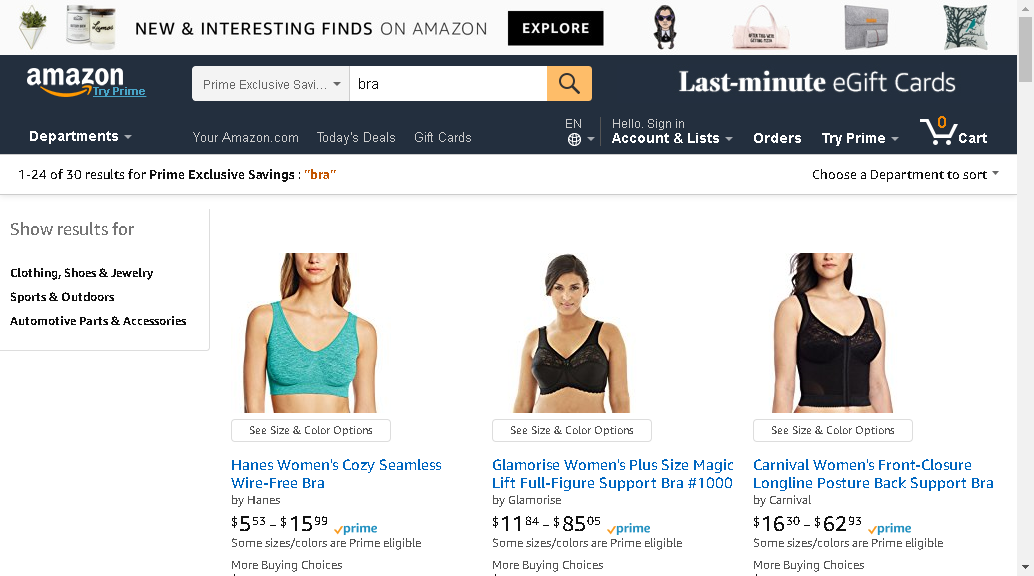 NEW & INTERESTING FINDS ON AMAZON
EXPLORE
amazon
Try Prime
Prime Exclusive Savi...
bra
Last-minute eGift Cards
Departments
Your Amazon.com
Today's Deals
Gift Cards
EN
Hello. Sign in
Account & Lists
Orders
Try Prime
0
Cart
1-24 of 30 results for Prime Exclusive Savings : "bra"
Choose a Department to sort
Show results for
Clothing, Shoes & Jewelry
Sports & Outdoors
Automotive Parts & Accessories
See Size & Color Options
Hanes Women's Cozy Seamless
Wire-Free Bra
by Hanes
$5.53 - $15.99 prime
Some sizes/colors are Prime eligible
More Buying Choices
See Size & Color Options
Glamorise Women's Plus Size Magic
Lift Full-Figure Support Bra #1000
by Glamorise
$11.84 - $85.05 prime
Some sizes/colors are Prime eligible
More Buying Choices
See Size & Color Options
Carnival Women's Front-Closure
Longline Posture Back Support Bra
by Carnival
$16.30 - $62.93 prime
Some sizes/colors are Prime eligible
More Buying Choices